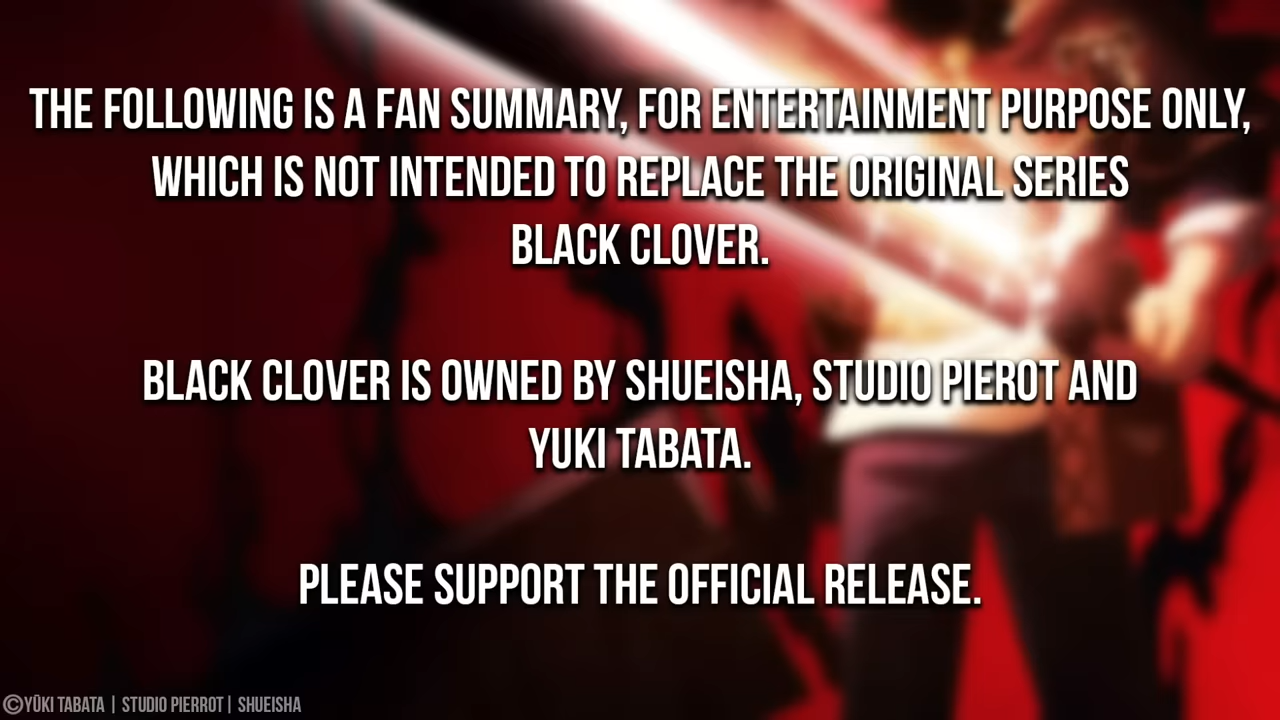 THE FOLLOWING IS A FAN SUMMARY, FOR ENTERTAINMENT PURPOSE ONLY,
WHICH IS NOT INTENDED TO REPLACE THE ORIGINAL SERIES
BLACK CLOVER.
BLACK CLOVER IS OWNED BY SHUEISHA, STUDIO PIEROT AND
YUKI TABATA.
PLEASE SUPPORT THE OFFICIAL RELEASE.
©YŪKI TABATA | STUDIO PIERROT | SHUEISHA